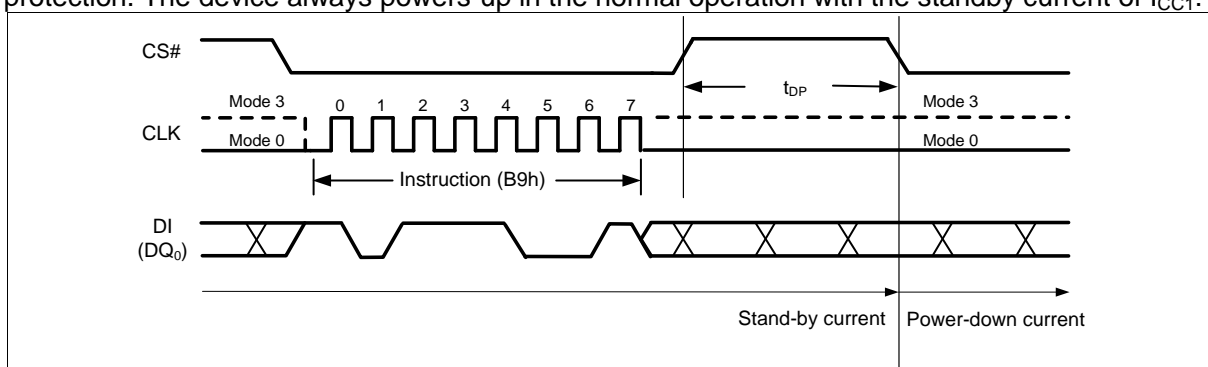 protection. The device always powers-up in the normal operation with the standby current of ICC1.
CS#
tDP
Mode 3
0 1 2 3 4 5 6 7
Mode 3
CLK
Mode 0
Mode 0
Instruction (B9h)
DI
(DQ0)
Stand-by current
Power-down current